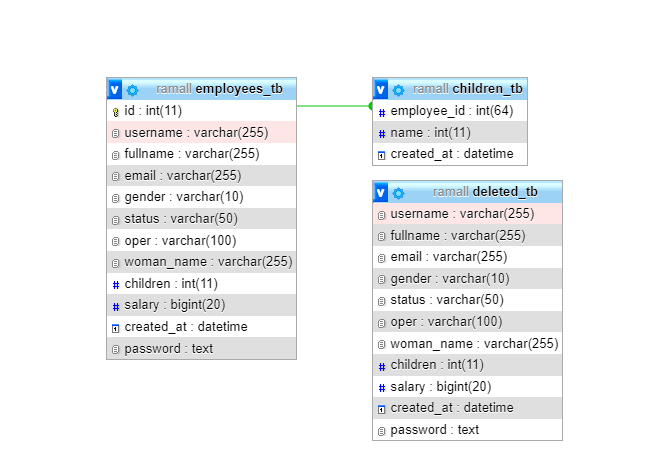 ramall employees_tb
id : int(11)
username : varchar(255)
fullname : varchar(255)
email : varchar(255)
gender : varchar(10)
status : varchar(50)
oper : varchar(100)
woman_name : varchar(255)
children : int(11)
salary : bigint(20)
created_at : datetime
password : text
ramall children_tb
employee_id : int(64)
name : int(11)
created_at : datetime
ramall deleted_tb
username : varchar(255)
fullname : varchar(255)
email : varchar(255)
gender : varchar(10)
status : varchar(50)
oper : varchar(100)
woman_name : varchar(255)
children : int(11)
salary : bigint(20)
created_at : datetime
password : text